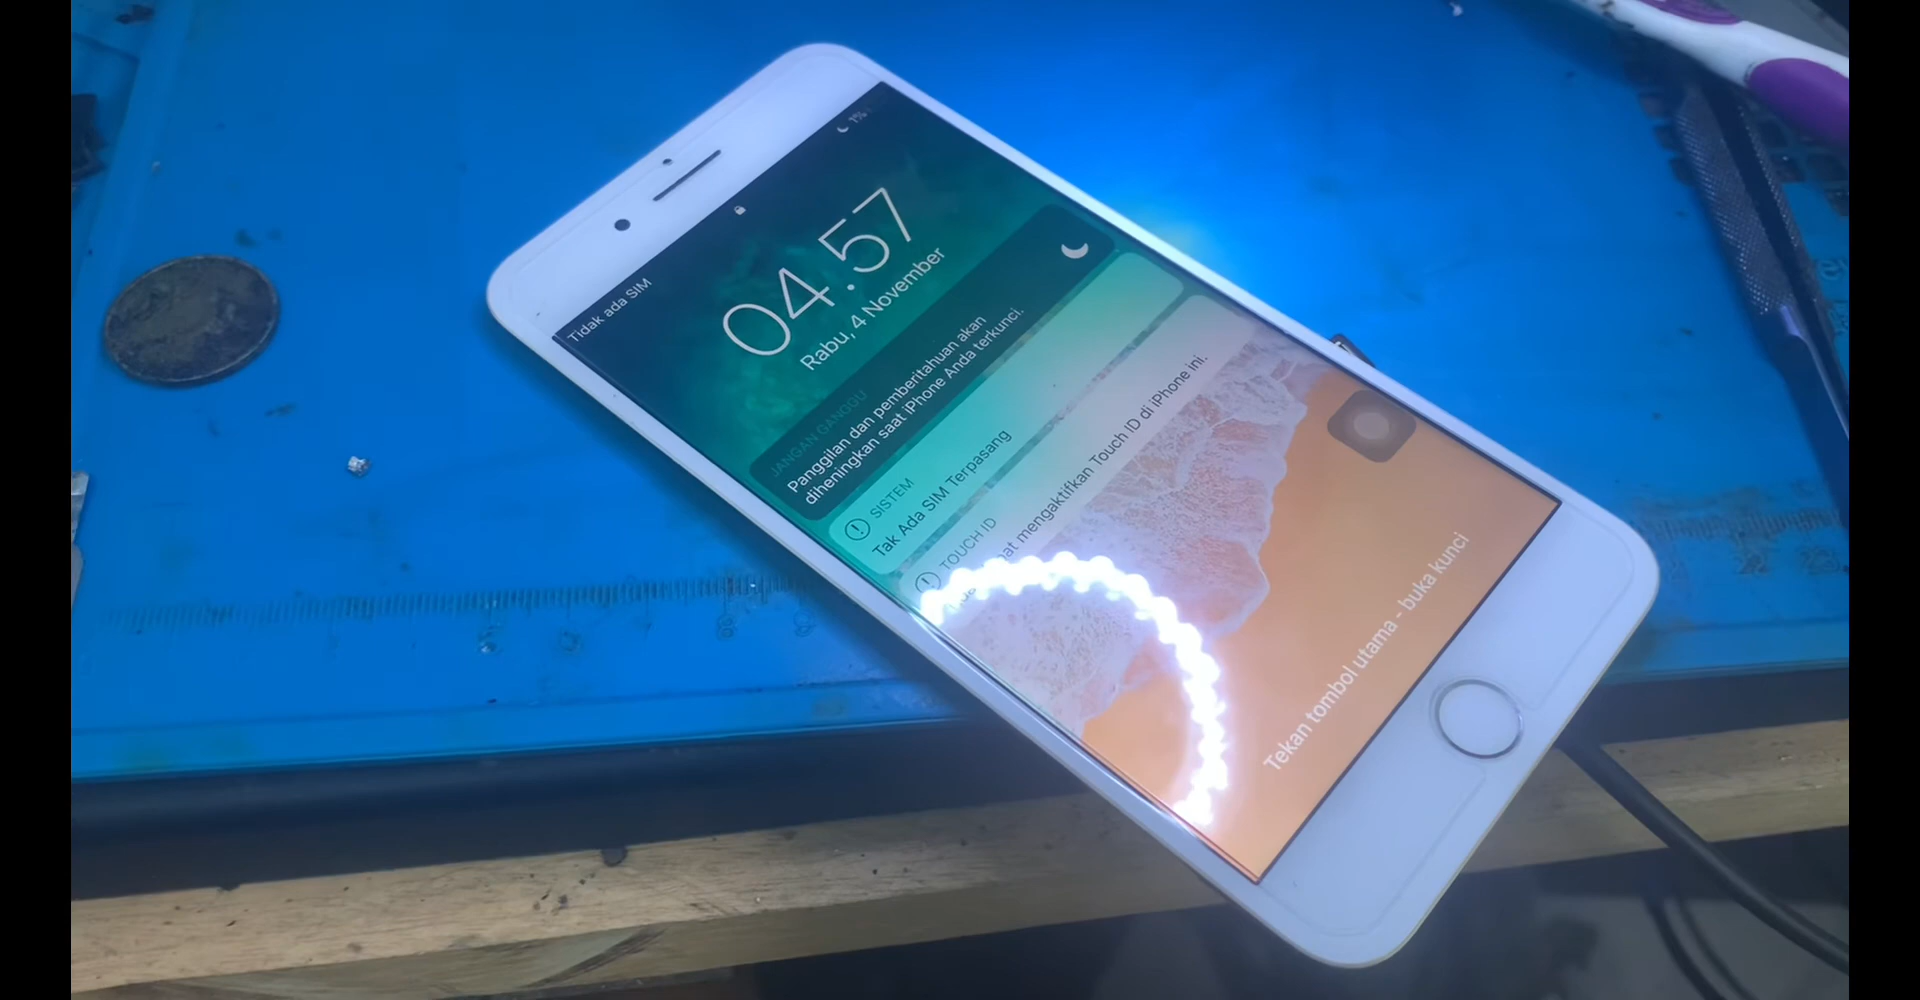 Tidak ada SIM
1%
04.57
Rabu, 4 November
JANGAN GANGGU
Panggilan dan pemberitahuan akan
diheningkan saat iPhone Anda terkunci.
SISTEM
Tak Ada SIM Terpasang
TOUCH ID
mengaktifkan Touch ID di iPhone ini.
Tekan tombol utama - buka kunci